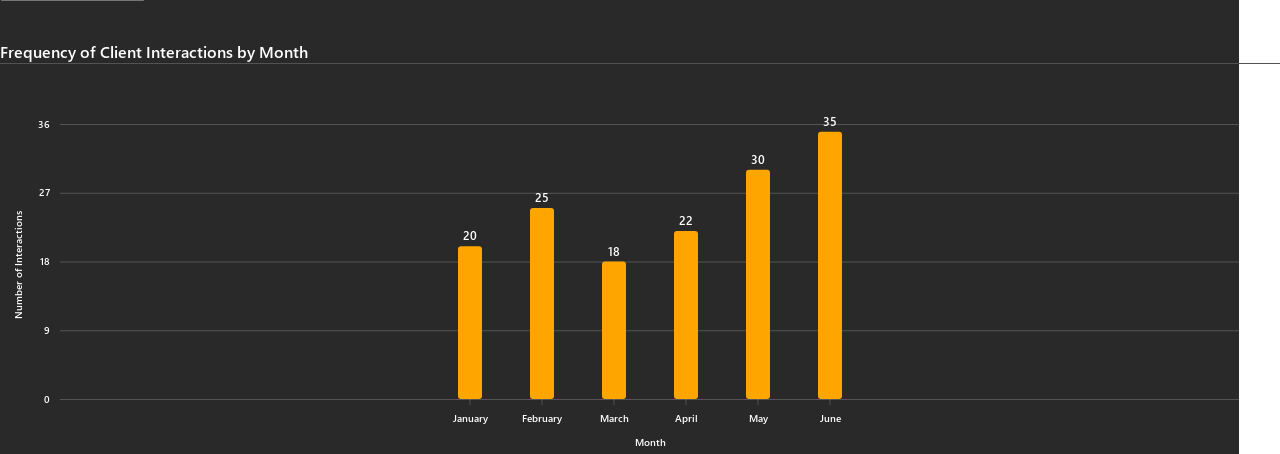 Frequency of Client Interactions by Month
36
27
18
9
0
Number of Interactions
20
25
18
22
30
35
January
February
March
April
May
June
Month